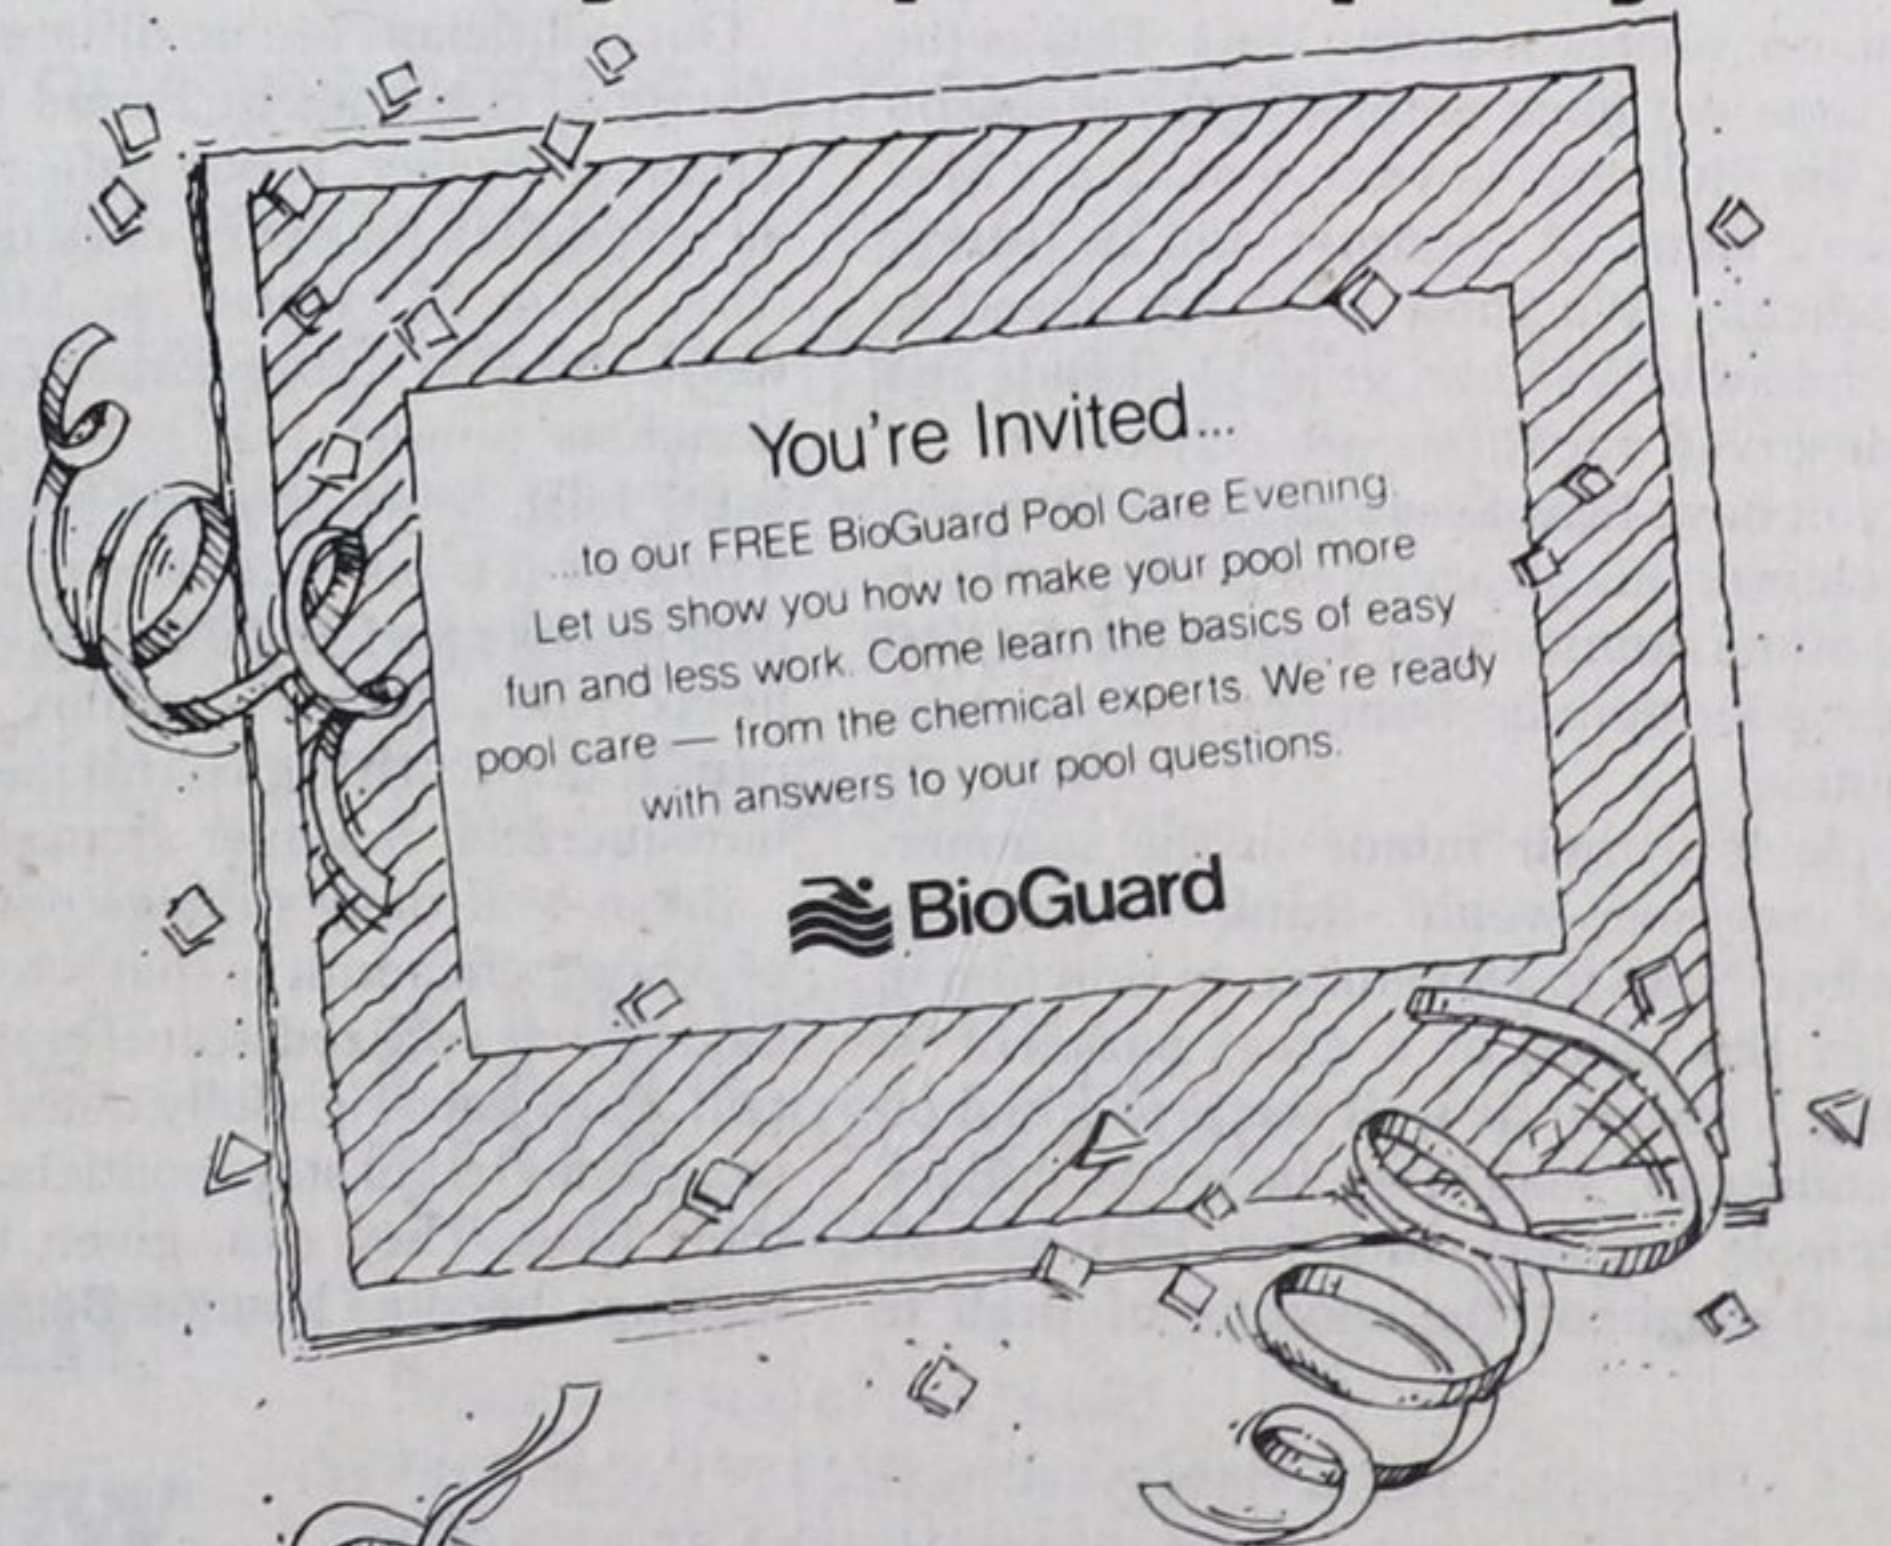 You're Invited...
...to our FREE BioGuard Pool Care Evening.
Let us show you how to make your pool more
fun and less work. Come learn the basics of easy
pool care — from the chemical experts. We're ready
with answers to your pool questions.
BioGuard